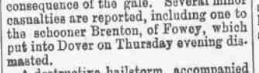 consequence of the gale. Several minor
casualties are reported, including one to
the schooner Brenton, of Fowey, which
put into Dover on Thursday evening dis-
masted.
A destructive hailstorm, accompanied